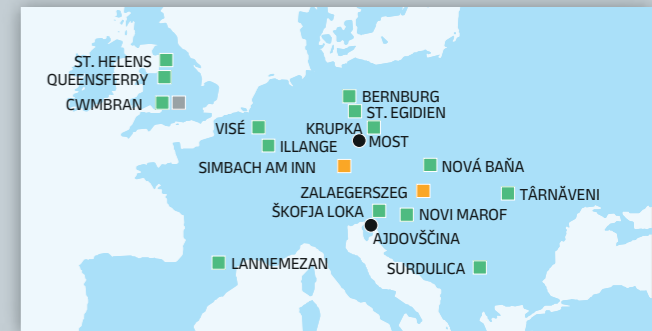 ST. HELENS
QUEENSFERRY
CWMBRAN
BERNBURG
ST. EGIDIEN
VISÉ
KRUPKA
MOST
ILLANGE
SIMBACH AM INN
NOVÁ BAŇA
ZALAEGERSZEG
TÂRNĂVENI
ŠKOFJA LOKA
NOVI MAROF
AJDOVŠČINA
LANNEMEZAN
SURDULICA